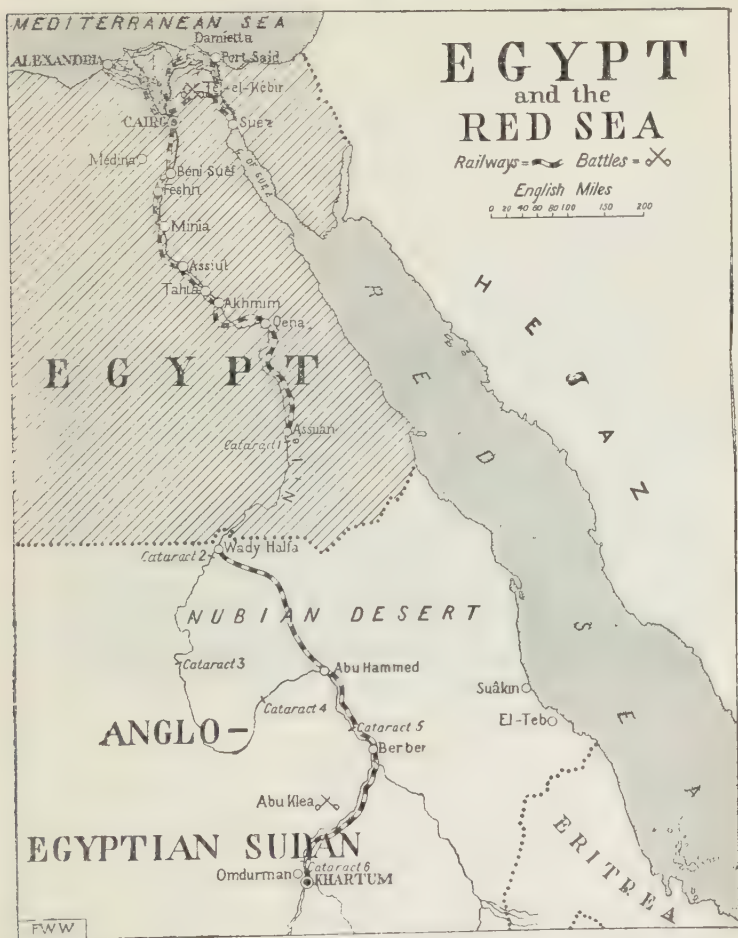 MEDITERRANEAN SEA
Damietta
ALEXANDRIA
Port Said
EGYPT
and the
RED SEA
Railways = Battles =
English Miles
0 20 40 60 80 100 150 200
Tel-el-Kebir
CAIRO
Suez
G. OF SUEZ
Medina
Beni Suef
Feshn
Minia
Assiut
Tahta
Akhmim
Qena
HEJAZ
RED SEA
EGYPT
Assuan
Cataract 1
Wady Halfa
Cataract 2
NUBIAN DESERT
Cataract 3
Abu Hammed
Cataract 4
Suâkin
ANGLO-
Cataract 5
El-Teb
Berber
Abu Klea
ERITREA
EGYPTIAN SUDAN
Cataract 6
Omdurman
KHARTUM
FWW